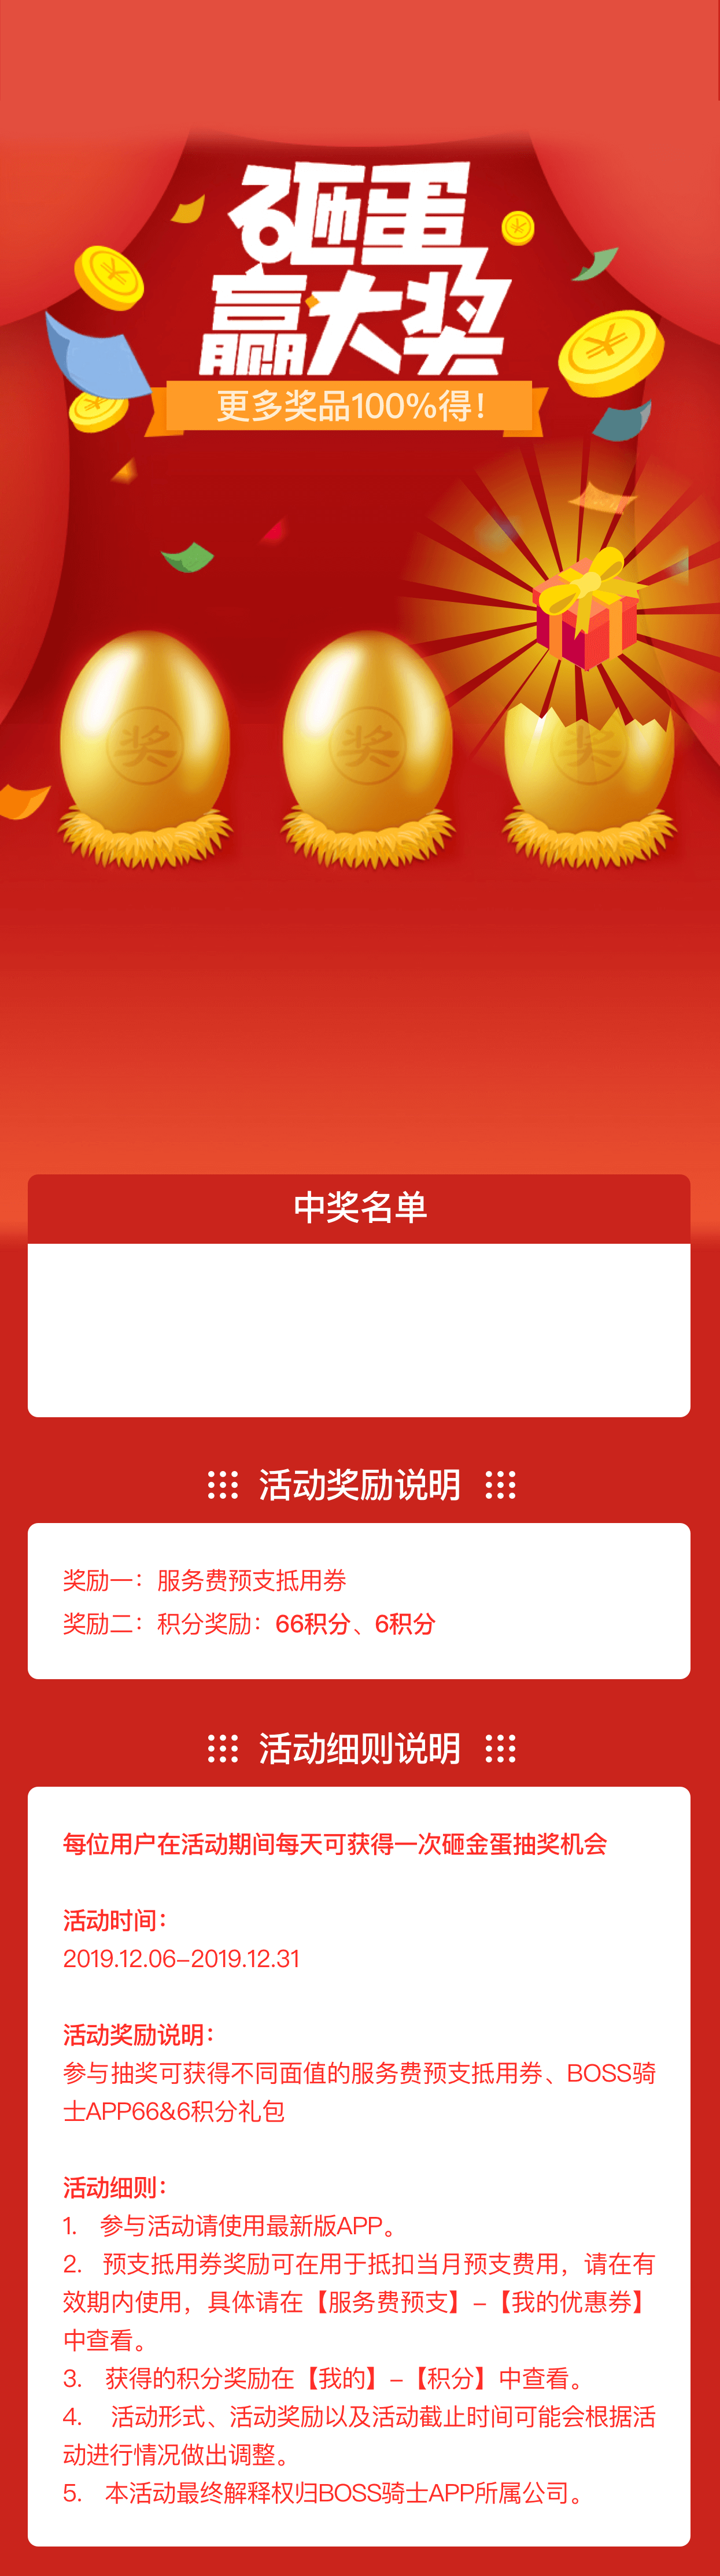 砸蛋
赢大奖
更多奖品100%得！
奖 奖 奖
中奖名单
活动奖励说明
奖励一：服务费预支抵用券
奖励二：积分奖励：66积分、6积分
活动细则说明
每位用户在活动期间每天可获得一次砸金蛋抽奖机会
活动时间：
2019.12.06-2019.12.31
活动奖励说明：
参与抽奖可获得不同面值的服务费预支抵用券、BOSS骑
士APP66&6积分礼包
活动细则：
1. 参与活动请使用最新版APP。
2. 预支抵用券奖励可在用于抵扣当月预支费用，请在有
效期内使用，具体请在【服务费预支】-【我的优惠券】
中查看。
3. 获得的积分奖励在【我的】-【积分】中查看。
4. 活动形式、活动奖励以及活动截止时间可能会根据活
动进行情况做出调整。
5. 本活动最终解释权归BOSS骑士APP所属公司。